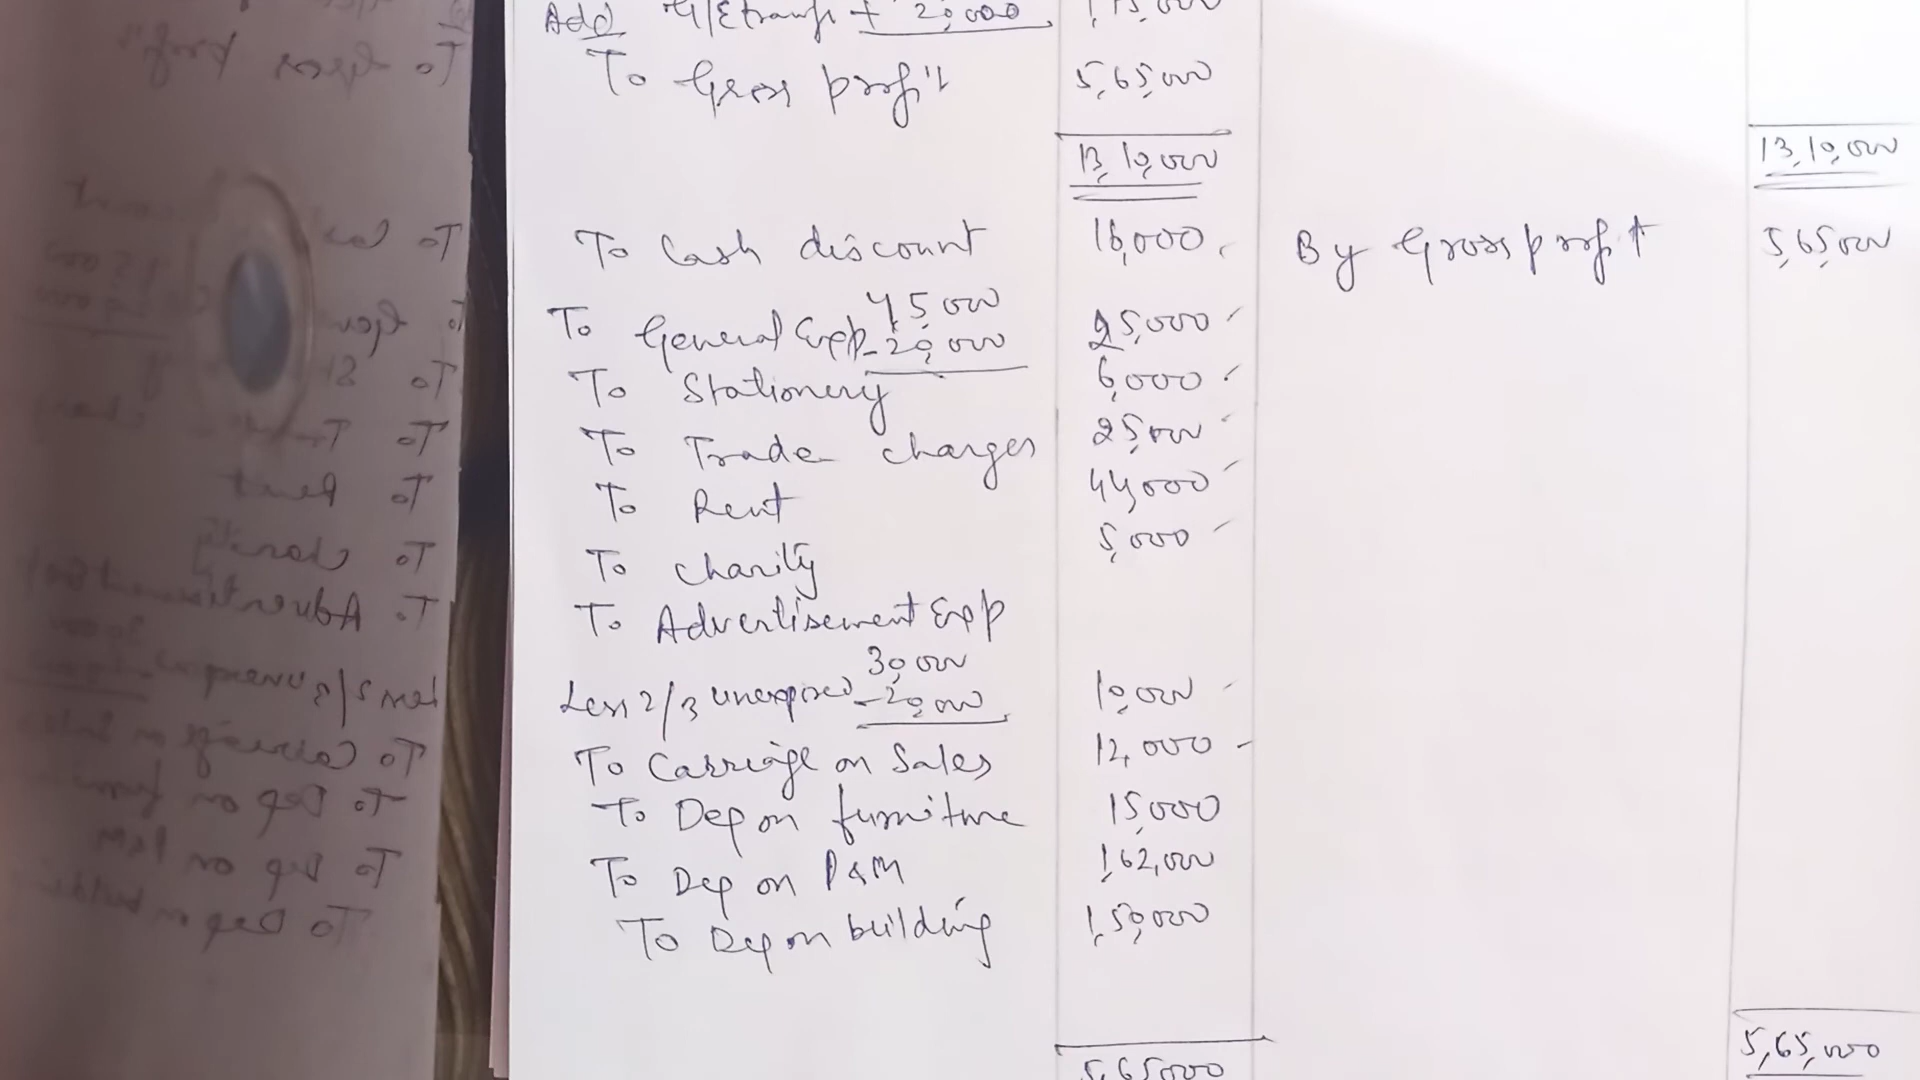 Add G/E transf + 20,000
To Gross profit 5,65,000
13,10,000 13,10,000
To Cash discount 16,000 By Gross profit 5,65,000
45,000
To General Exp - 20,000 25,000
To Stationery 6,000
To Trade charges 25,000
To Rent 44,000
To charity 5,000
To Advertisement Exp
30,000
Less 2/3 unexpired - 20,000 10,000
To Carriage on Sales 12,000
To Dep on furniture 15,000
To Dep on P&M 1,62,000
To Dep on building 1,50,000
5,65,000 5,65,000